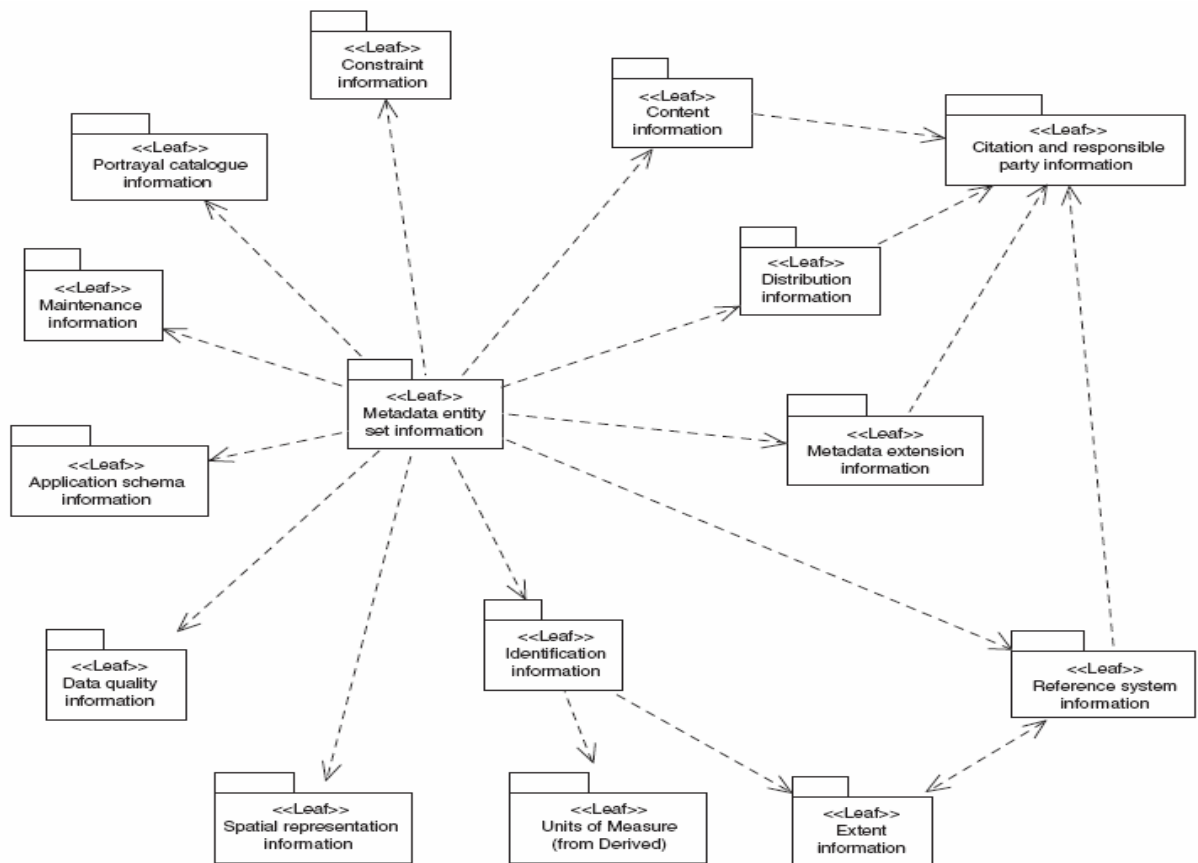 <<Leaf>>
Constraint
information
<<Leaf>>
Content
information
<<Leaf>>
Citation and responsible
party information
<<Leaf>>
Portrayal catalogue
information
<<Leaf>>
Distribution
information
<<Leaf>>
Maintenance
information
<<Leaf>>
Metadata entity
set information
<<Leaf>>
Metadata extension
information
<<Leaf>>
Application schema
information
<<Leaf>>
Identification
information
<<Leaf>>
Data quality
information
<<Leaf>>
Reference system
information
<<Leaf>>
Spatial representation
information
<<Leaf>>
Units of Measure
(from Derived)
<<Leaf>>
Extent
information